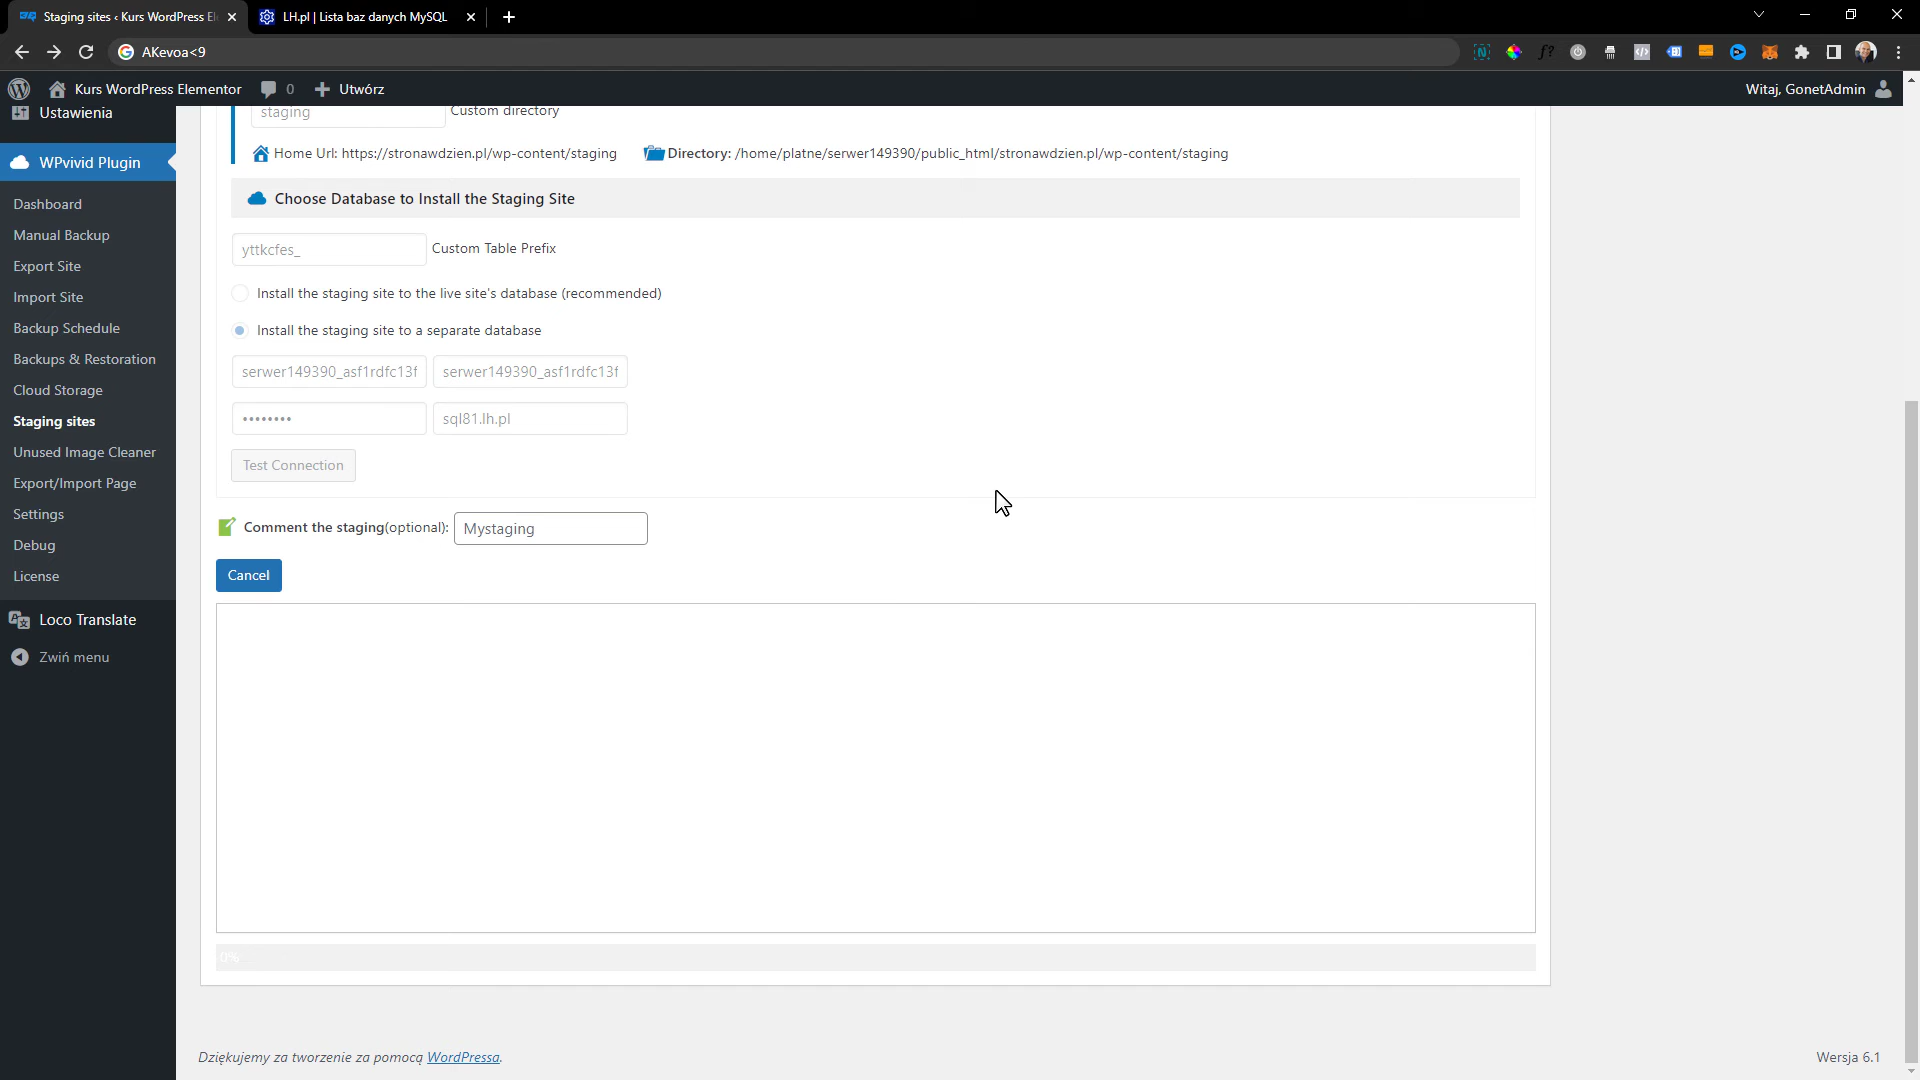 Staging sites ‹ Kurs WordPress El
LH.pl | Lista baz danych MySQL
AKevoa<9
Kurs WordPress Elementor
0
Utwórz
Witaj, GonetAdmin
Ustawienia
WPvivid Plugin
Dashboard
Manual Backup
Export Site
Import Site
Backup Schedule
Backups & Restoration
Cloud Storage
Staging sites
Unused Image Cleaner
Export/Import Page
Settings
Debug
License
Loco Translate
Zwiń menu
staging
Custom directory
Home Url: https://stronawdzien.pl/wp-content/staging
Directory: /home/platne/serwer149390/public_html/stronawdzien.pl/wp-content/staging
Choose Database to Install the Staging Site
yttkcfes_
Custom Table Prefix
Install the staging site to the live site's database (recommended)
Install the staging site to a separate database
serwer149390_asf1rdfc13f
serwer149390_asf1rdfc13f
••••••••
sql81.lh.pl
Test Connection
Comment the staging(optional):
Mystaging
Cancel
0%
Dziękujemy za tworzenie za pomocą WordPressa.
Wersja 6.1